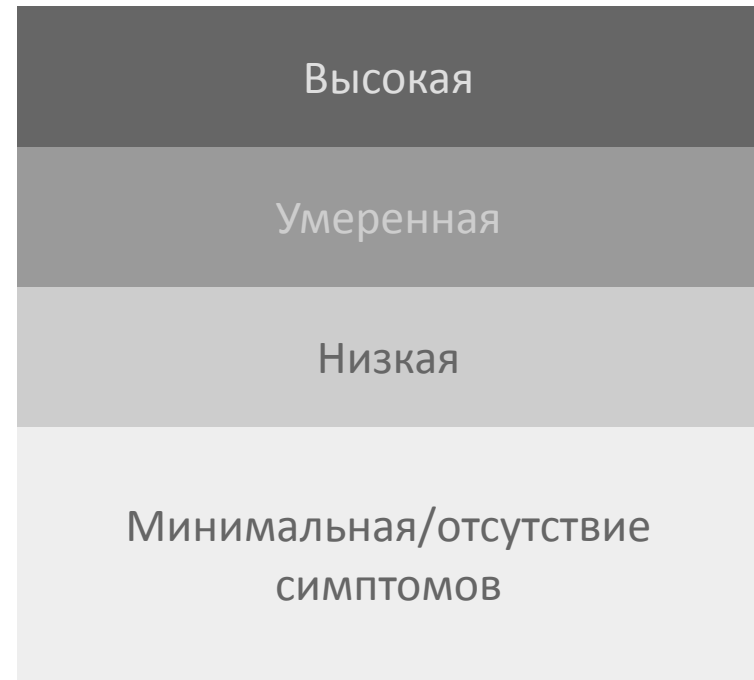 Высокая
Умеренная
Низкая
Минимальная/отсутствие
симптомов